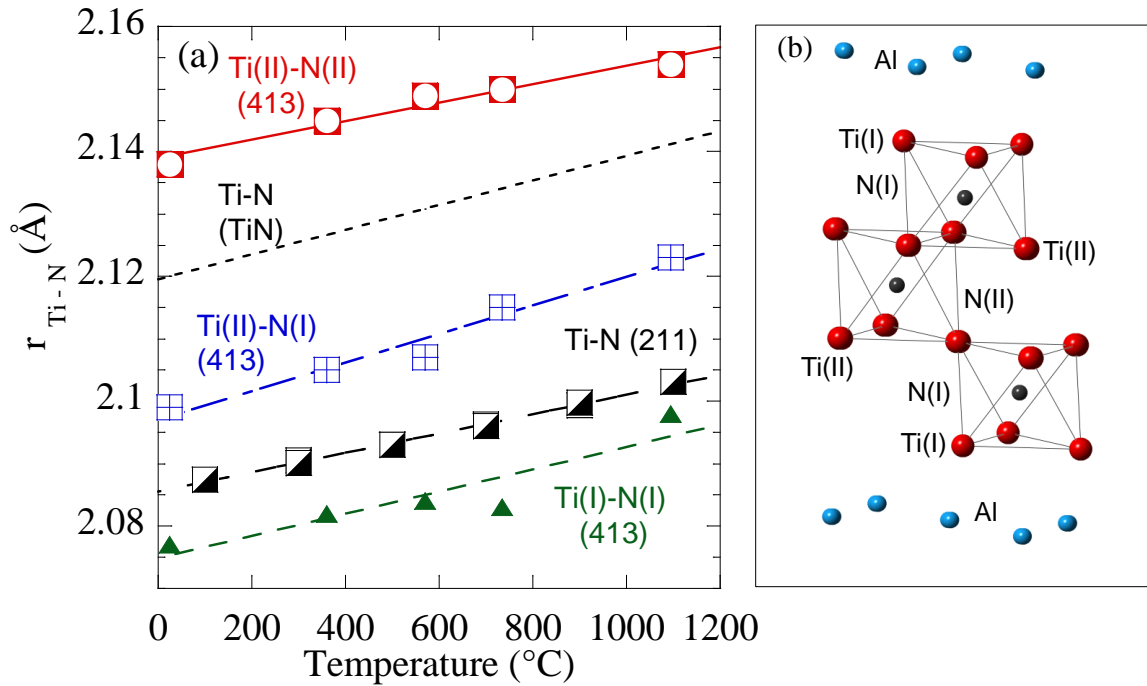 (a)
2.16
2.14
2.12
2.1
2.08
r Ti - N (Å)
Ti(II)-N(II)
(413)
Ti-N
(TiN)
Ti(II)-N(I)
(413)
Ti-N (211)
Ti(I)-N(I)
(413)
0 200 400 600 800 1000 1200
Temperature (°C)
(b)
Al
Ti(I)
N(I)
Ti(II)
N(II)
Ti(II)
N(I)
Ti(I)
Al